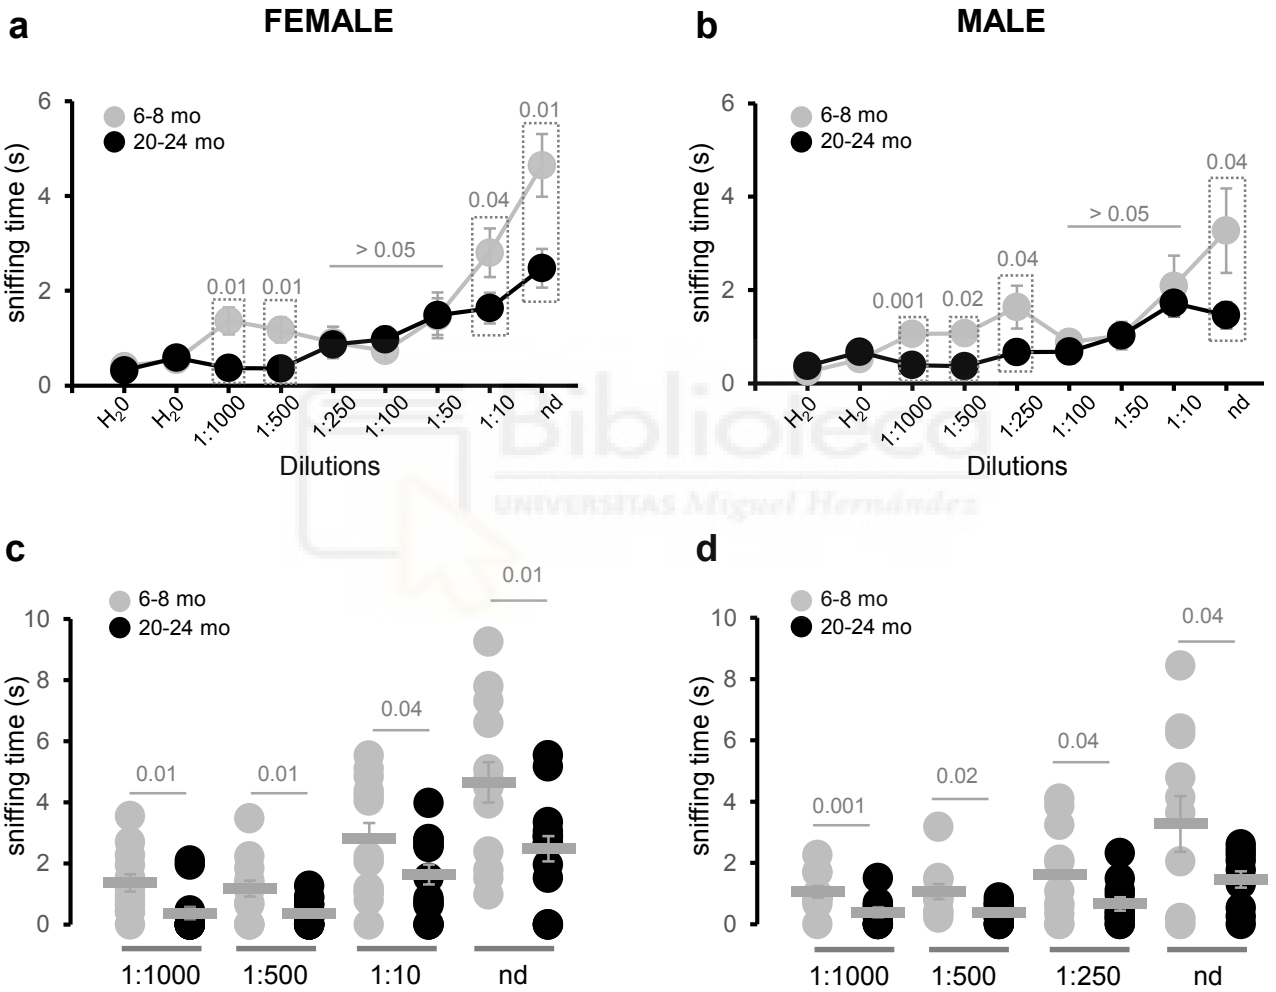 a
FEMALE
6-8 mo
20-24 mo
sniffing time (s)
6
4
2
0
0.01
0.01
> 0.05
0.04
0.01
H20
H20
1:1000
1:500
1:250
1:100
1:50
1:10
nd
Dilutions
b
MALE
6-8 mo
20-24 mo
sniffing time (s)
6
4
2
0
0.001
0.02
0.04
> 0.05
0.04
H20
H20
1:1000
1:500
1:250
1:100
1:50
1:10
nd
Dilutions
Biblioteca
UNIVERSITAS Miguel Hernández
c
6-8 mo
20-24 mo
sniffing time (s)
10
8
6
4
2
0
0.01
0.01
0.04
0.01
1:1000
1:500
1:10
nd
d
6-8 mo
20-24 mo
sniffing time (s)
10
8
6
4
2
0
0.001
0.02
0.04
0.04
1:1000
1:500
1:250
nd